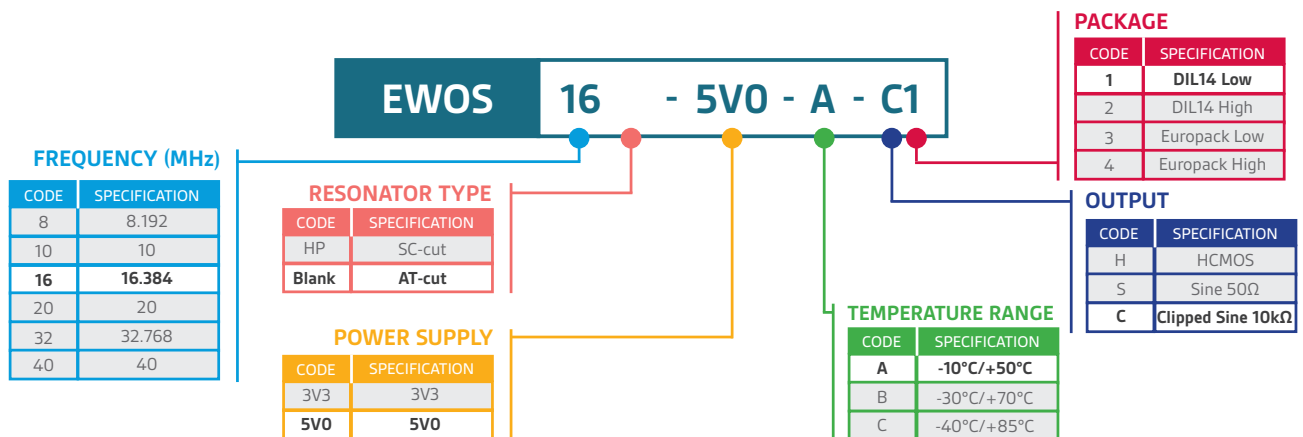 EWOS 16 - 5V0 - A - C1
FREQUENCY (MHz)
CODE SPECIFICATION
8 8.192
10 10
16 16.384
20 20
32 32.768
40 40
RESONATOR TYPE
CODE SPECIFICATION
HP SC-cut
Blank AT-cut
POWER SUPPLY
CODE SPECIFICATION
3V3 3V3
5V0 5V0
TEMPERATURE RANGE
CODE SPECIFICATION
A -10°C/+50°C
B -30°C/+70°C
C -40°C/+85°C
OUTPUT
CODE SPECIFICATION
H HCMOS
S Sine 50Ω
C Clipped Sine 10kΩ
PACKAGE
CODE SPECIFICATION
1 DIL14 Low
2 DIL14 High
3 Europack Low
4 Europack High